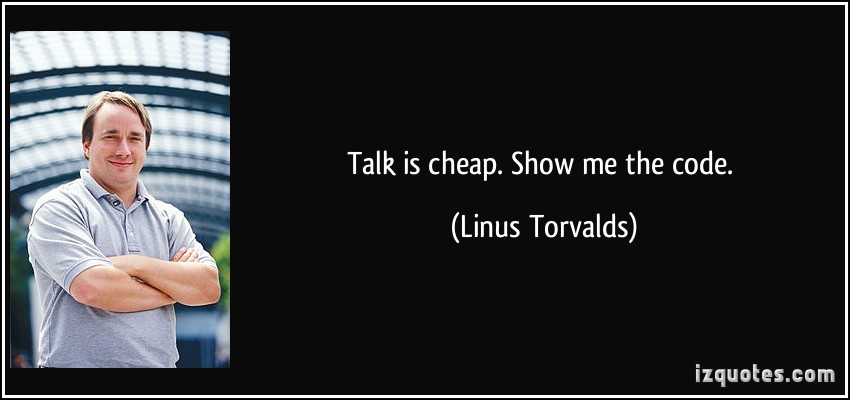 Talk is cheap. Show me the code.
(Linus Torvalds)
izquotes.com